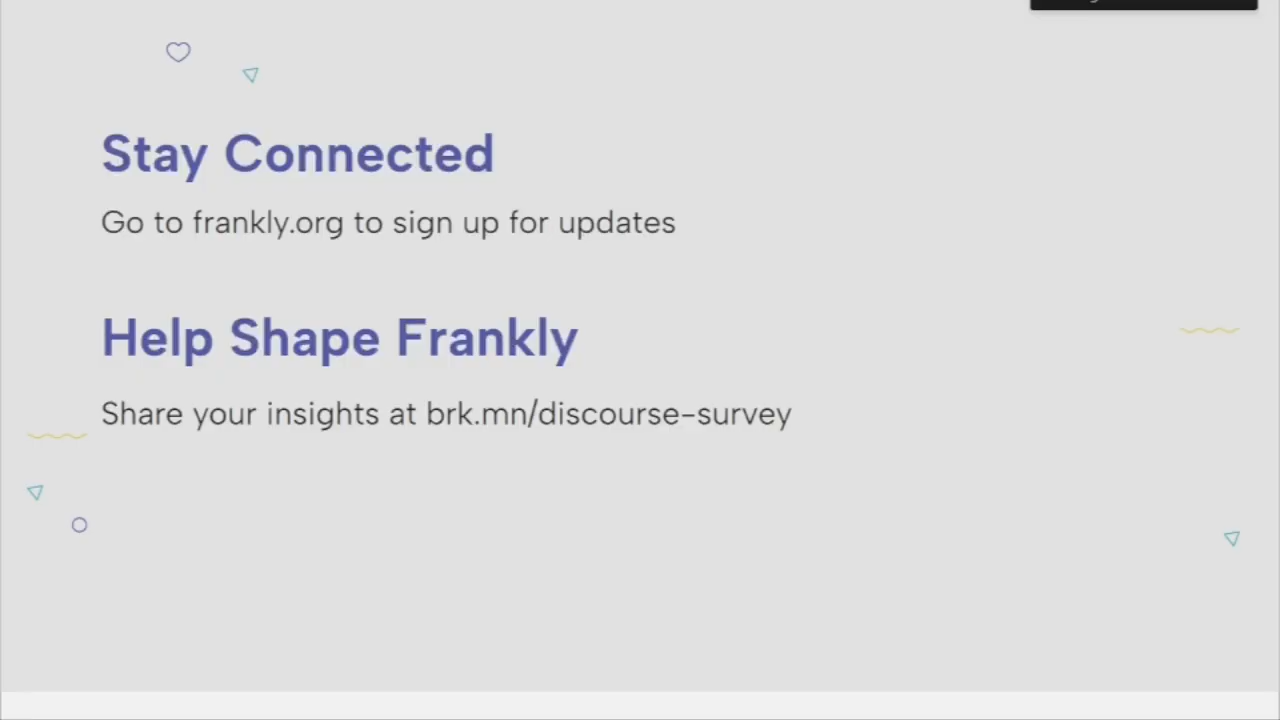 Stay Connected
Go to frankly.org to sign up for updates
Help Shape Frankly
Share your insights at brk.mn/discourse-survey